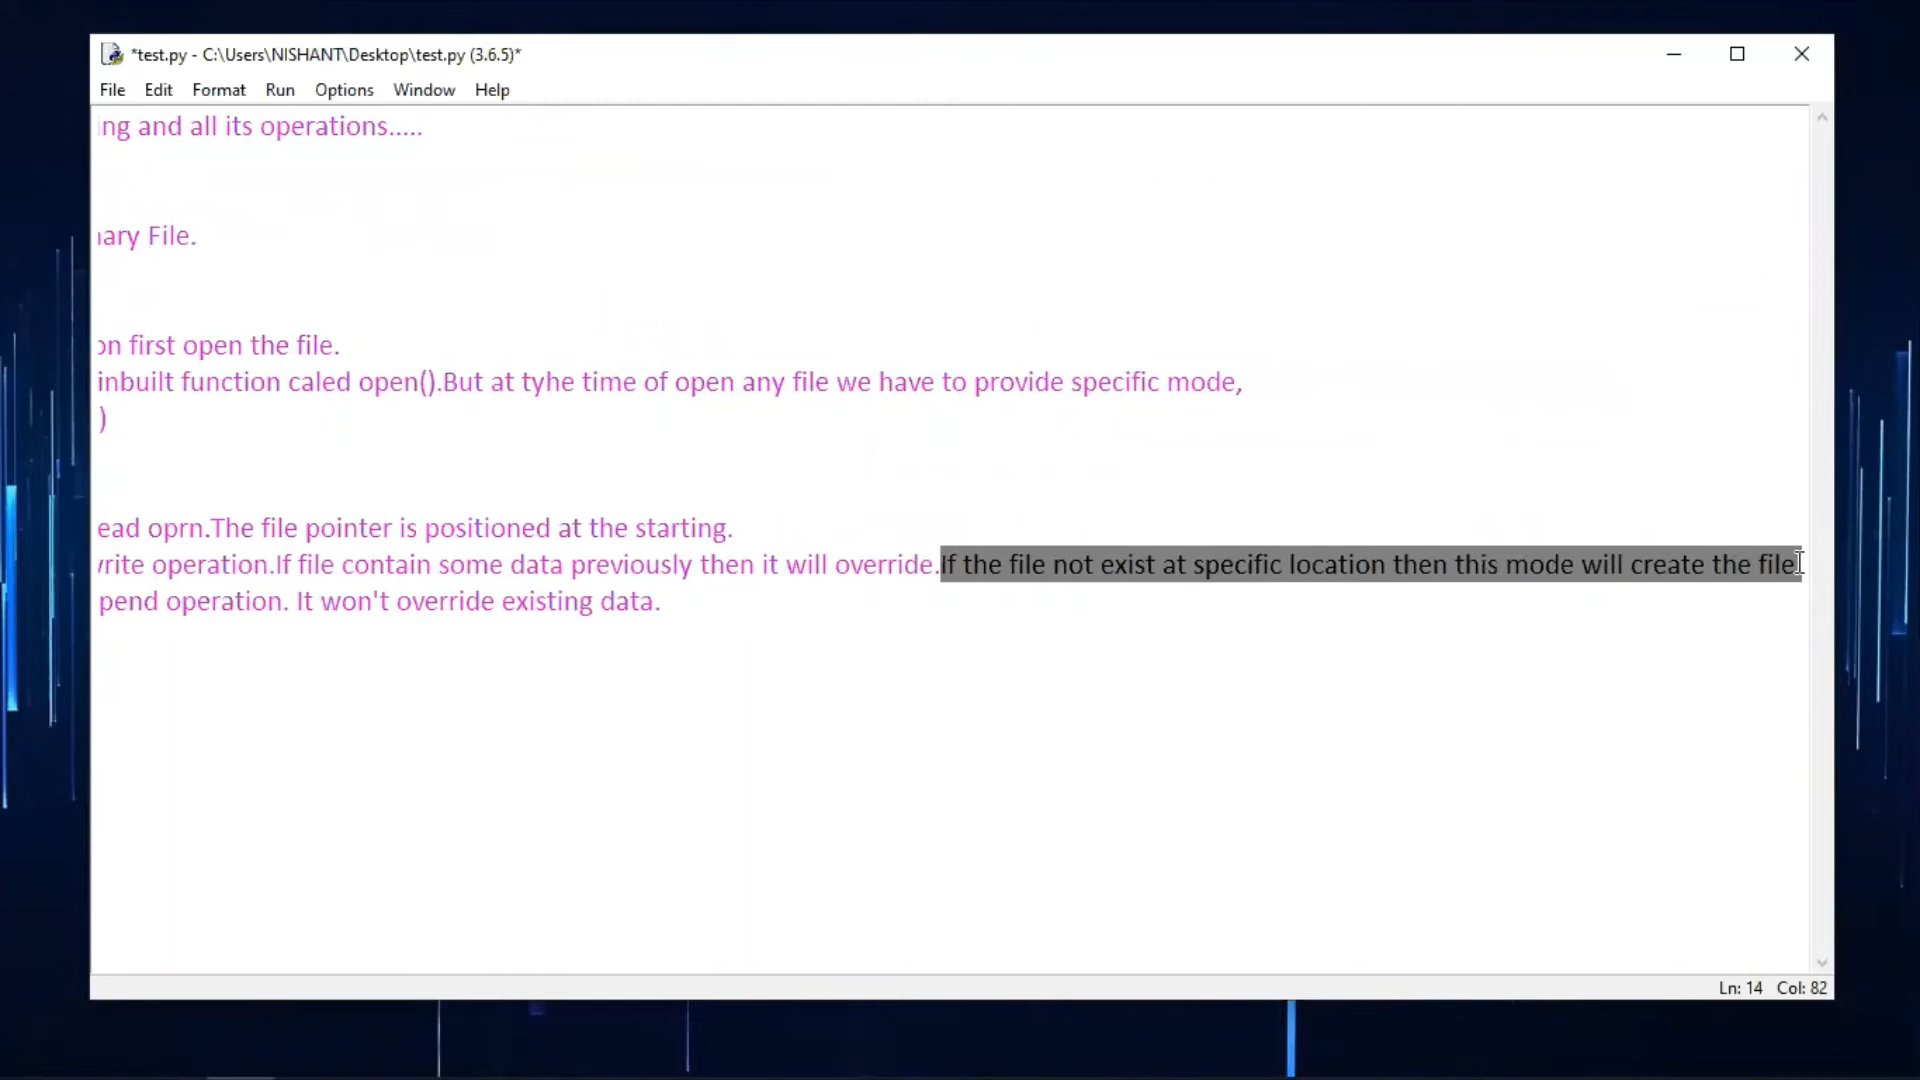 *test.py - C:\Users\NISHANT\Desktop\test.py (3.6.5)*
File Edit Format Run Options Window Help
ing and all its operations.....
ary File.
on first open the file.
inbuilt function caled open().But at tyhe time of open any file we have to provide specific mode,
)
ead oprn.The file pointer is positioned at the starting.
rite operation.If file contain some data previously then it will override.If the file not exist at specific location then this mode will create the file.
pend operation. It won't override existing data.
Ln: 14 Col: 82